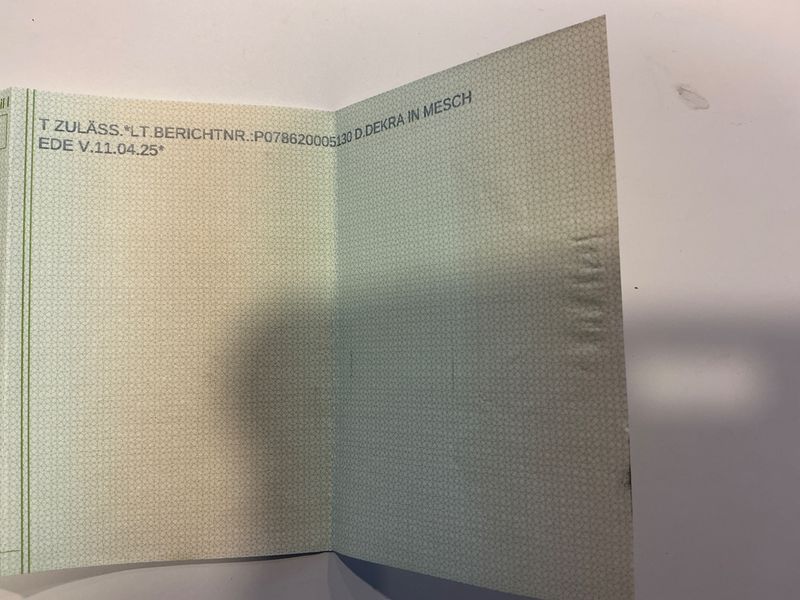 T ZULÄSS.*LT.BERICHTNR.:P078620005130 D.DEKRA IN MESCH
EDE V.11.04.25*